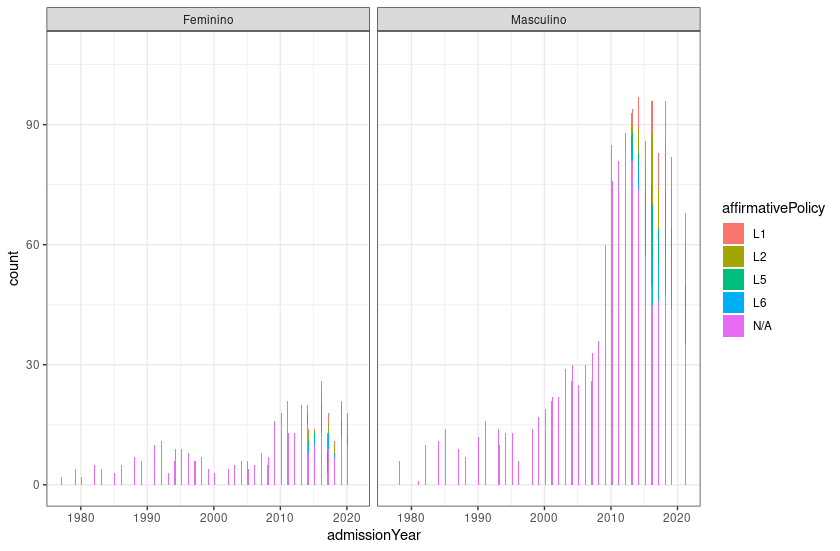 Feminino
Masculino
90
60
30
0
1980
1990
2000
2010
2020
1980
1990
2000
2010
2020
count
admissionYear
affirmativePolicy
L1
L2
L5
L6
N/A